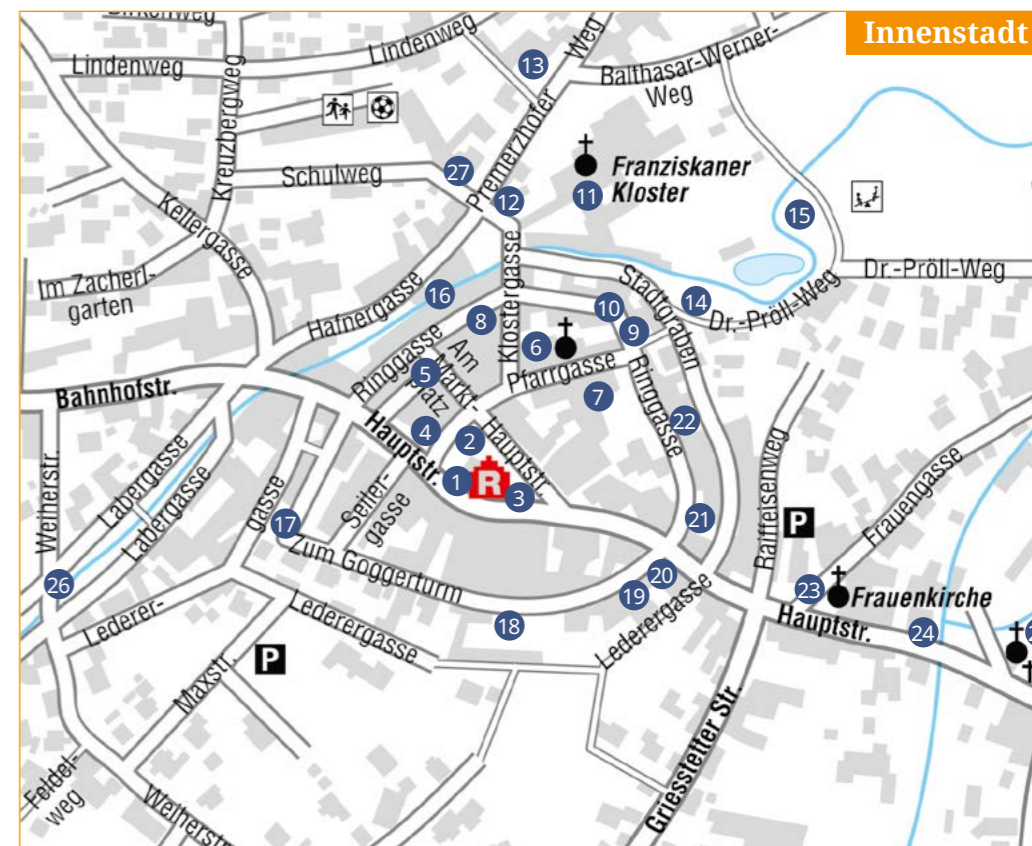 Innenstadt
Lindenweg
Lindenweg
Kreuzbergweg
13
Premerzhofer Weg
Balthasar-Werner-
Weg
Franziskaner
Kloster
11
Schulweg
27
12
15
Kellergasse
Im Zacherl-
garten
Hafnergasse
16
Klostergasse
Stadtgraben
14
Dr.-Pröll-Weg
Dr.-Pröll-Weg
10
9
8
6
Ringgasse
Am
Markt-
platz
5
Pfarrgasse
7
Ringgasse
22
Bahnhofstr.
Hauptstr.
4
2
Hauptstr.
1
R
3
Seiler-
gasse
17
Labergasse
Labergasse
Weiherstr.
gasse
Zum Goggerturm
21
20
19
18
Raiffeisenweg
P
Frauengasse
23
Frauenkirche
Hauptstr.
24
26
Lederer-
Lederergasse
Lederergasse
P
Maxstr.
Griesstetter Str.
Feldel-
weg
Weiherstr.